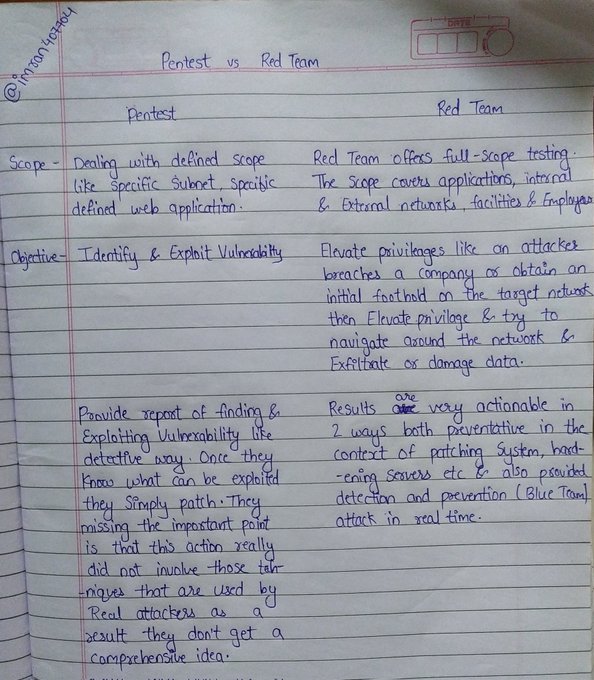 @imran407704
DATE
Pentest vs Red Team
Pentest
Red Team
Scope - Dealing with defined scope
like Specific Subnet, Specific
defined web application.
Red Team offers full-scope testing.
The Scope covers applications, internal
& External networks, facilities & Employees
Objective - Identify & Exploit Vulnerability
Elevate privileages like an attacker
breaches a company or obtain an
initial foothold on the target network
then Elevate privilage & try to
navigate around the network &
Exfiltrate or damage data.
Provide report of finding &
Exploiting Vulnerability like
detective way. Once they
Know what can be exploited
they Simply patch. They
missing the important point
is that this action really
did not involve those teh-
-niques that are used by
Real attackers as a
result they don't get a
comprehensive idea.
Results are very actionable in
2 ways both preventative in the
context of patching System, hard-
-ening Servers etc & also provided
detection and prevention (Blue Team)
attack in real time.